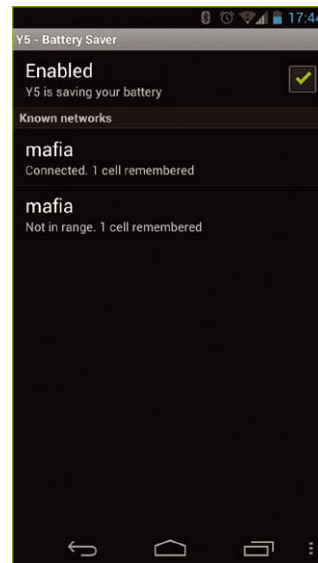 17:44
Y5 - Battery Saver
Enabled
Y5 is saving your battery
Known networks
mafia
Connected. 1 cell remembered
mafia
Not in range. 1 cell remembered